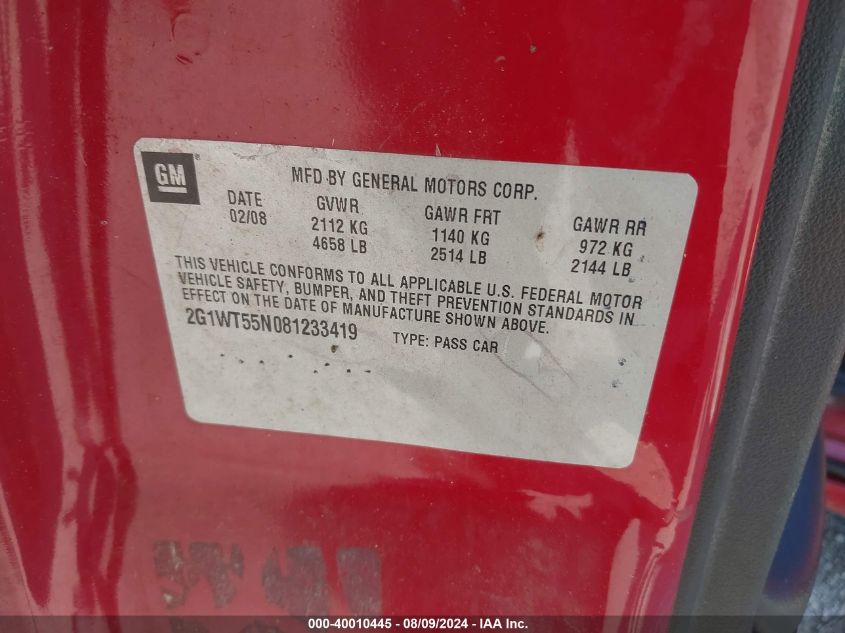 GM
MFD BY GENERAL MOTORS CORP.
DATE GVWR GAWR FRT GAWR RR
02/08 2112 KG 1140 KG 972 KG
4658 LB 2514 LB 2144 LB
THIS VEHICLE CONFORMS TO ALL APPLICABLE U.S. FEDERAL MOTOR
VEHICLE SAFETY, BUMPER, AND THEFT PREVENTION STANDARDS IN
EFFECT ON THE DATE OF MANUFACTURE SHOWN ABOVE.
2G1WT55N081233419 TYPE: PASS CAR
000-40010445 - 08/09/2024 - IAA Inc.